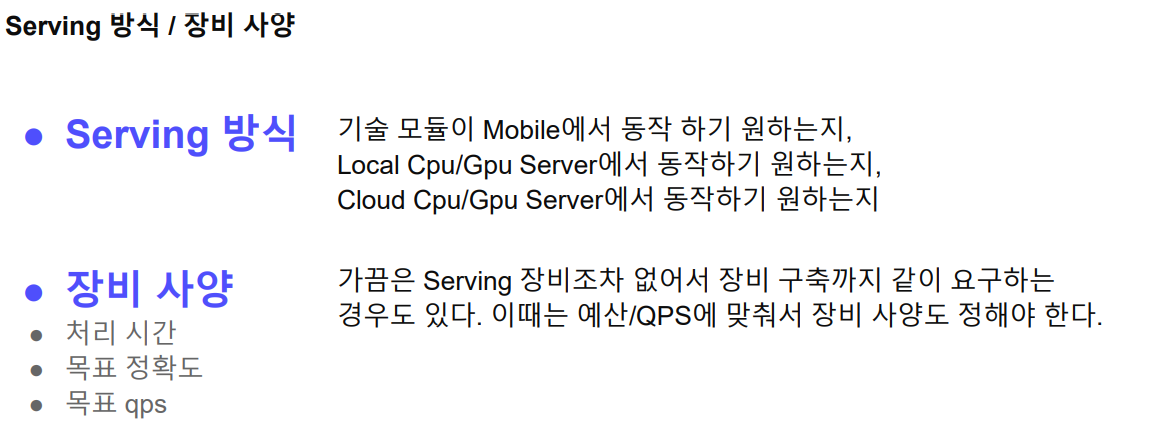 Serving 방식 / 장비 사양
● Serving 방식
기술 모듈이 Mobile에서 동작 하기 원하는지,
Local Cpu/Gpu Server에서 동작하기 원하는지,
Cloud Cpu/Gpu Server에서 동작하기 원하는지
● 장비 사양
● 처리 시간
● 목표 정확도
● 목표 qps
가끔은 Serving 장비조차 없어서 장비 구축까지 같이 요구하는
경우도 있다. 이때는 예산/QPS에 맞춰서 장비 사양도 정해야 한다.